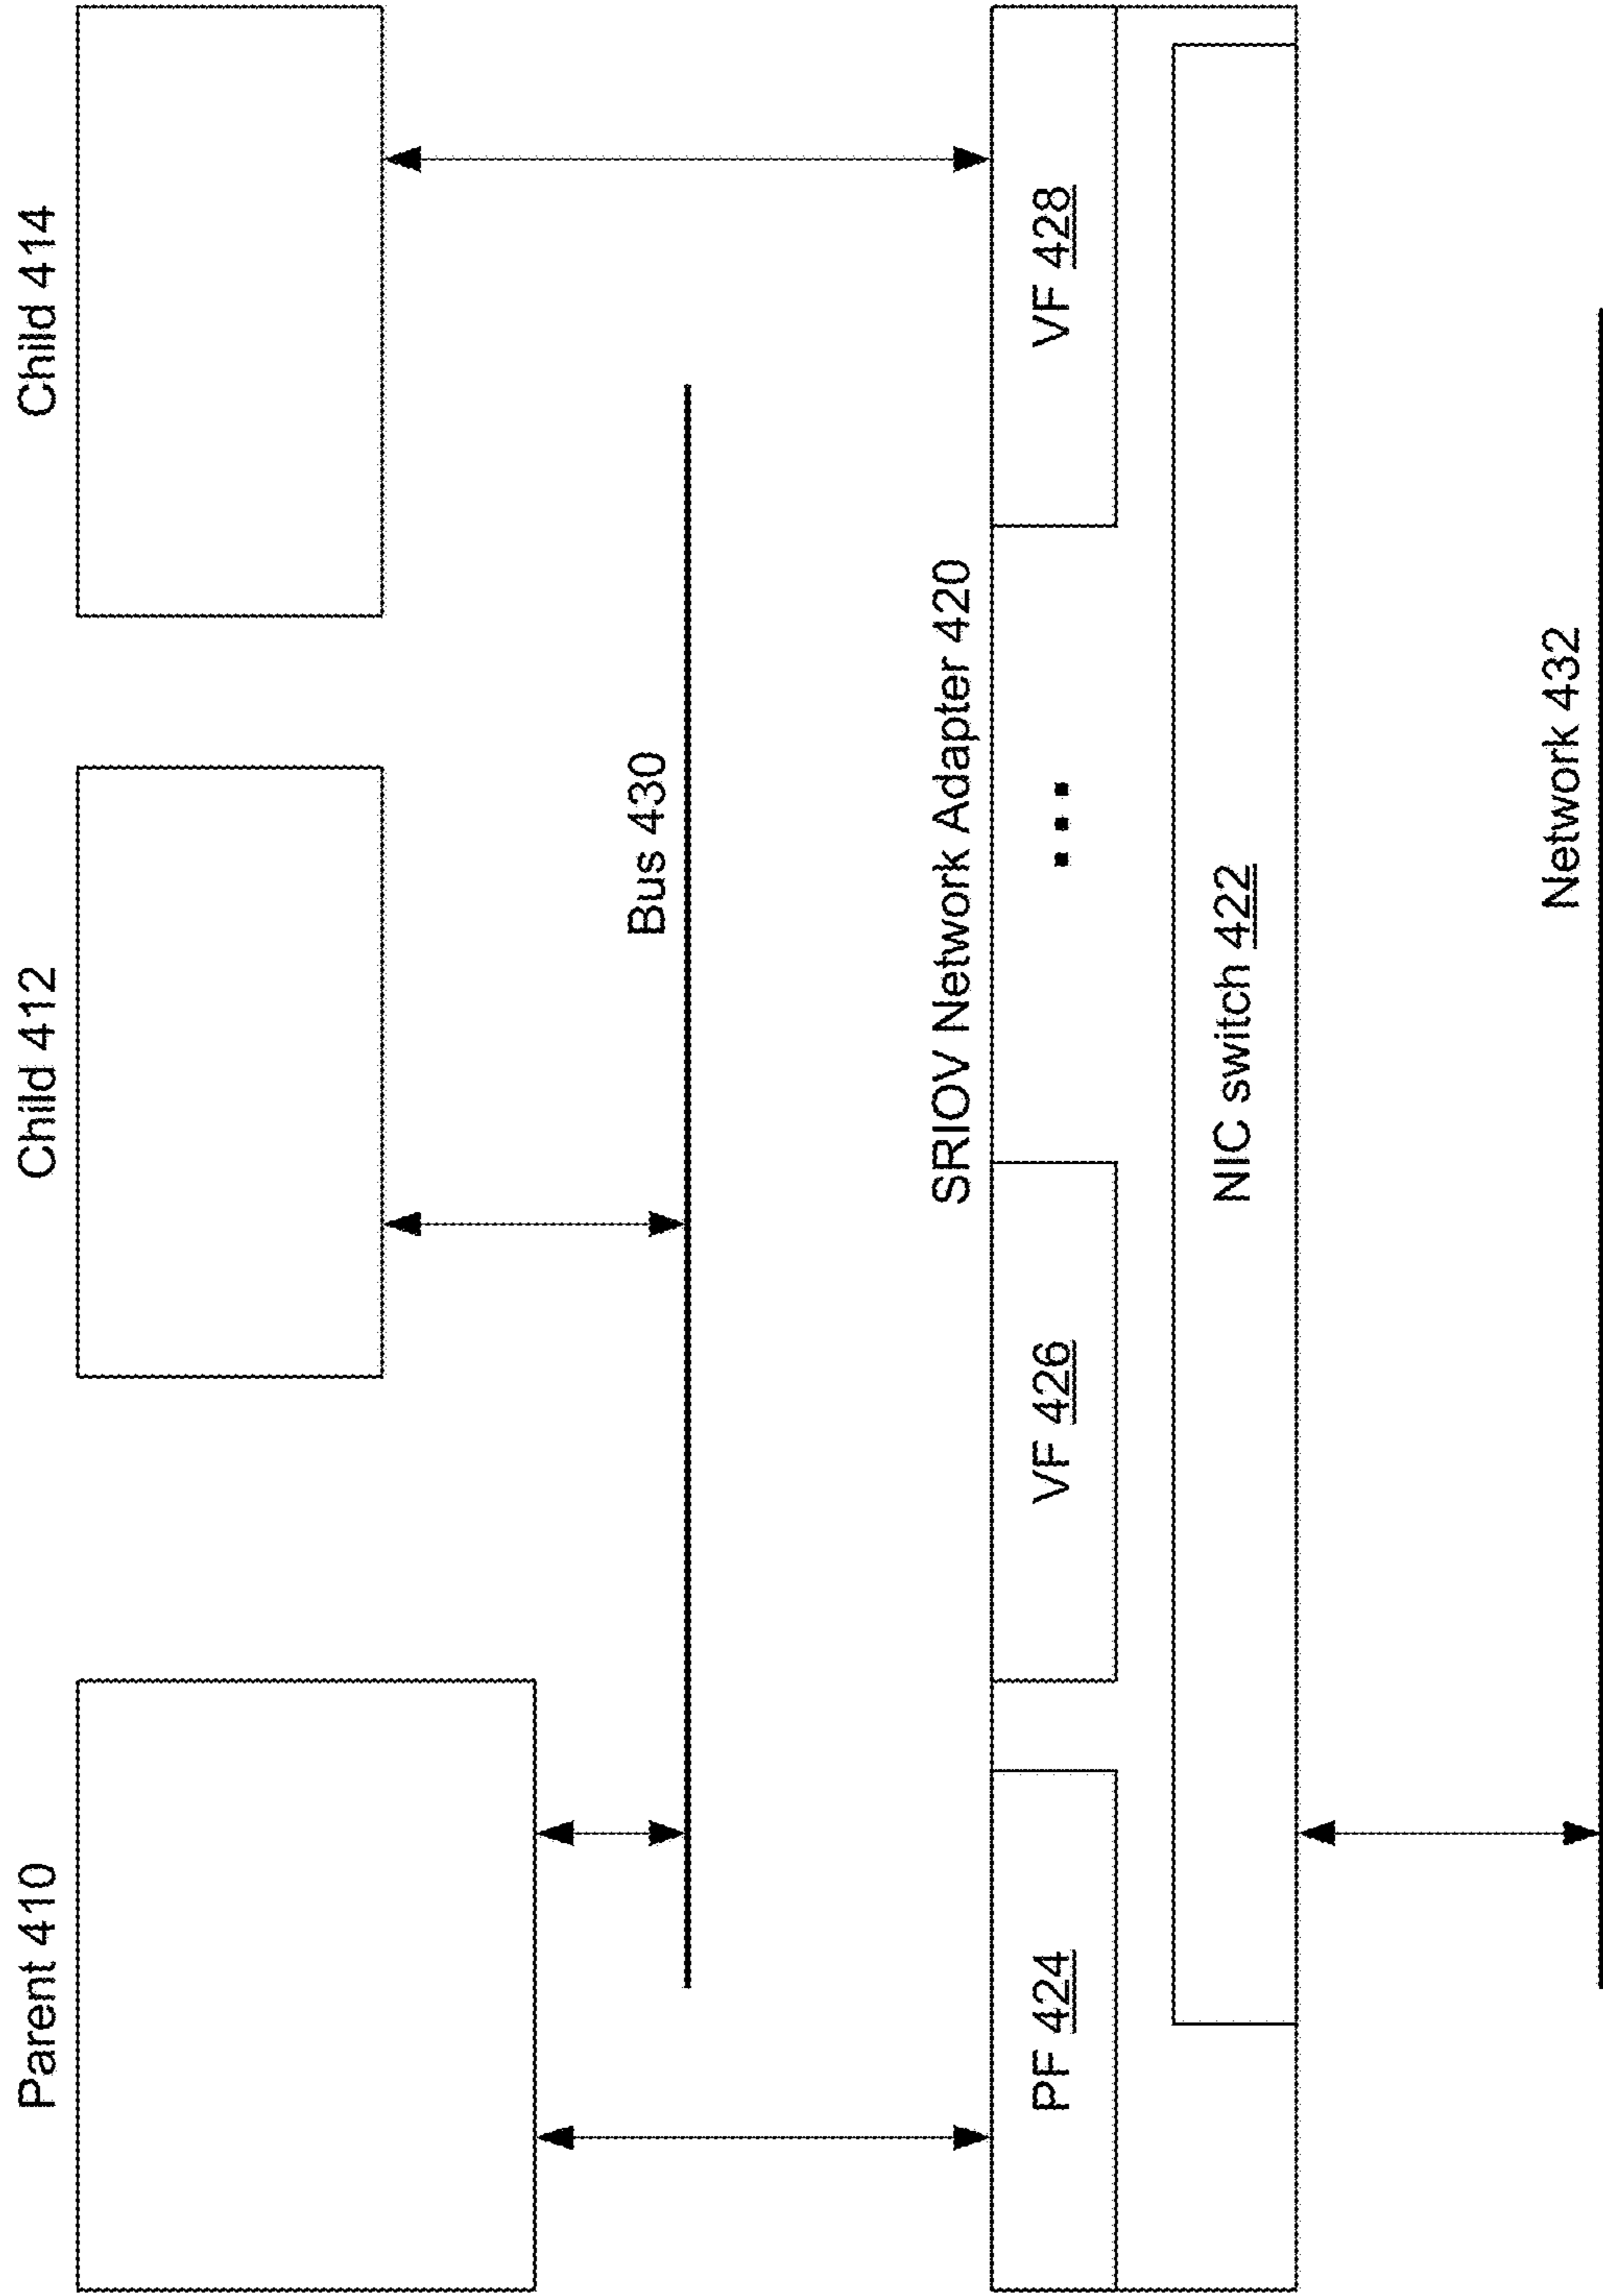 Parent 410
Child 412
Child 414
Bus 430
SRIOV Network Adapter 420
PF 424
VF 426
...
VF 428
NIC switch 422
Network 432